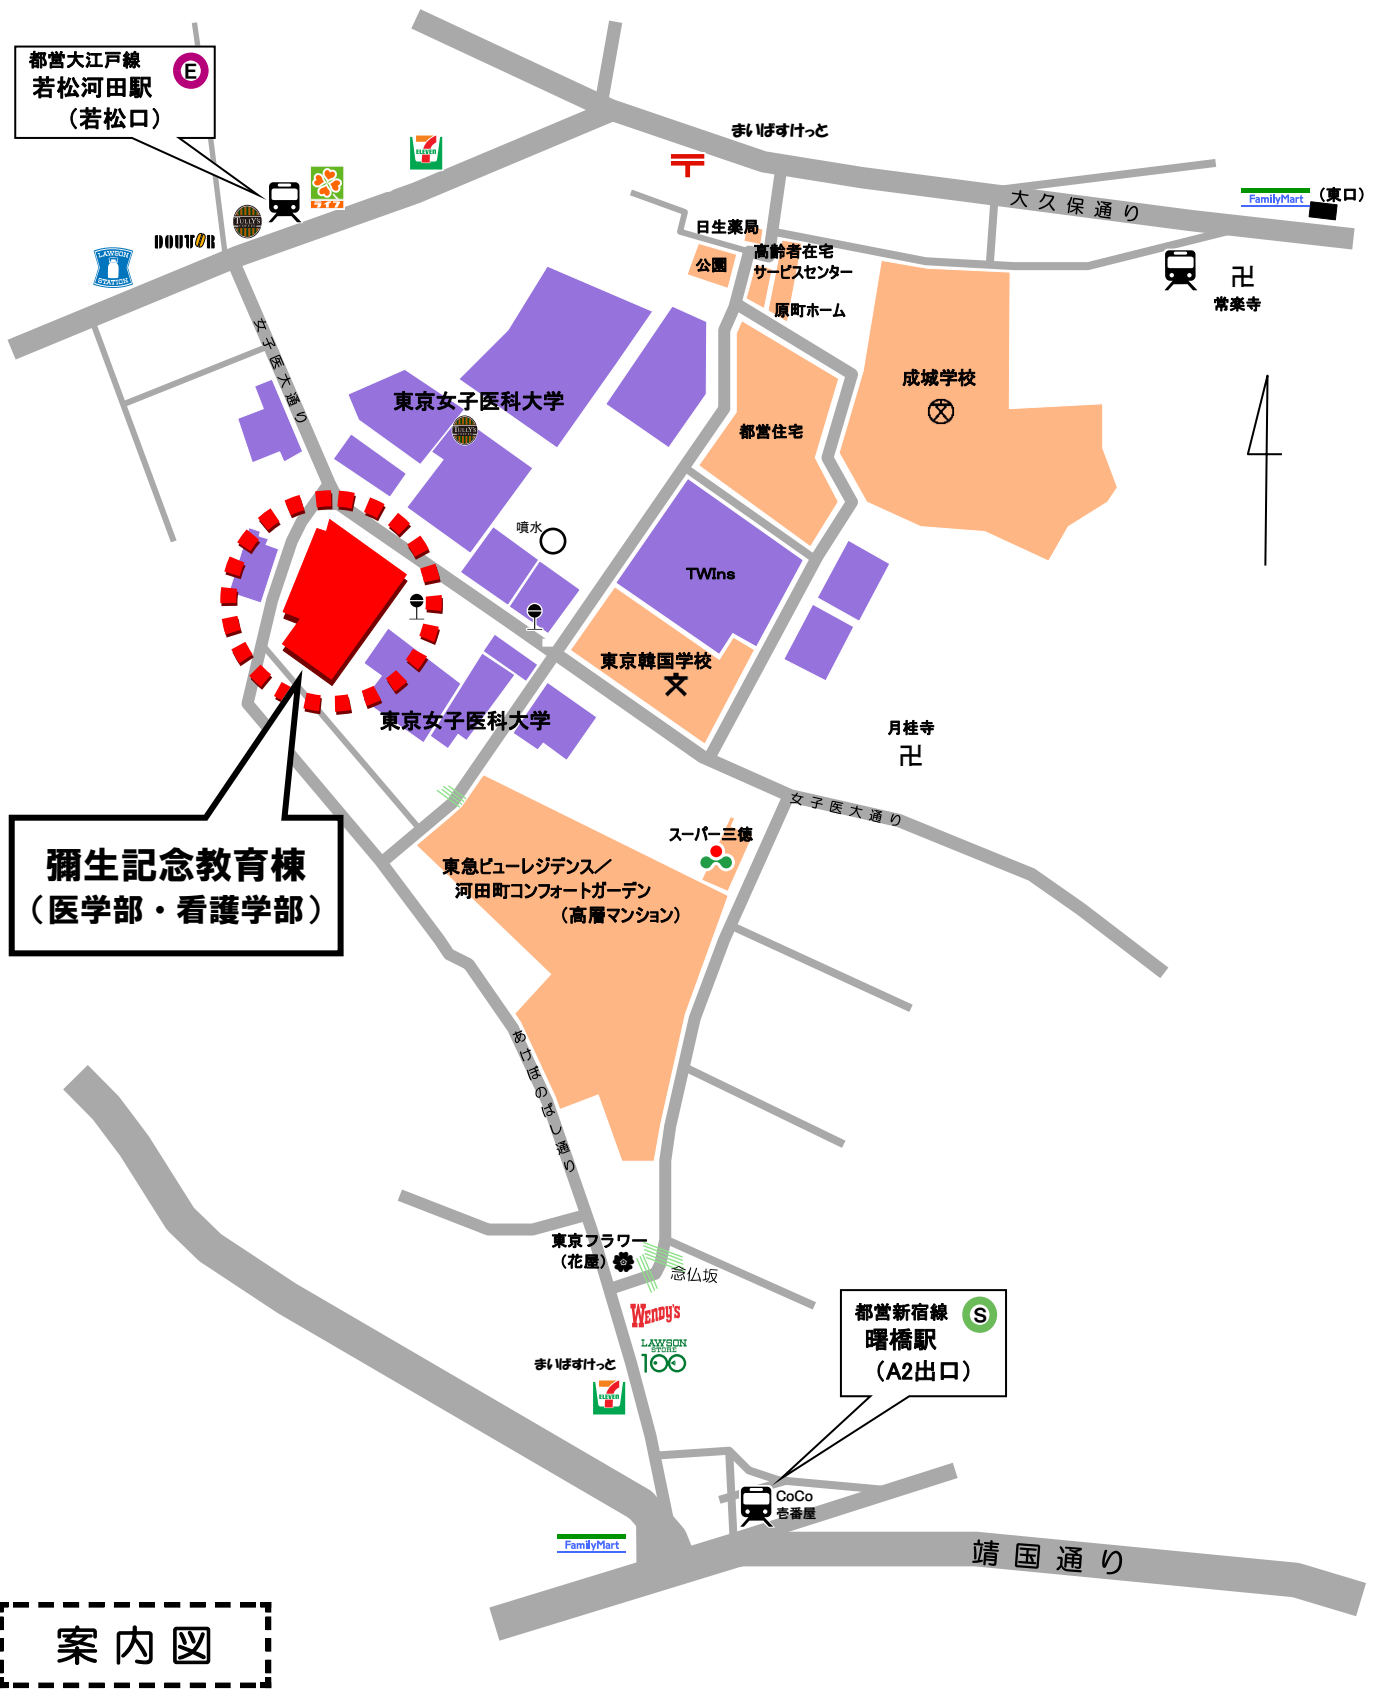 都営大江戸線
E
若松河田駅
（若松口）
まいばすけっと
ELEVEN
ライフ
大久保通り
FamilyMart
（東口）
日生薬局
TULLY'S
DOUTOR
高齢者在宅
サービスセンター
公園
LAWSON
STATION
原町ホーム
常楽寺
女子医大通り
成城学校
東京女子医科大学
TULLY'S
都営住宅
噴水
TWIns
東京韓国学校
東京女子医科大学
月桂寺
女子医大通り
スーパー三徳
彌生記念教育棟
（医学部・看護学部）
東急ビューレジデンス／
河田町コンフォートガーデン
（高層マンション）
あけぼのばし通り
東京フラワー
（花屋）
念仏坂
WENDY'S
都営新宿線
S
曙橋駅
（A2出口）
LAWSON
STORE
100
まいばすけっと
ELEVEN
CoCo
壱番屋
FamilyMart
靖国通り
案内図